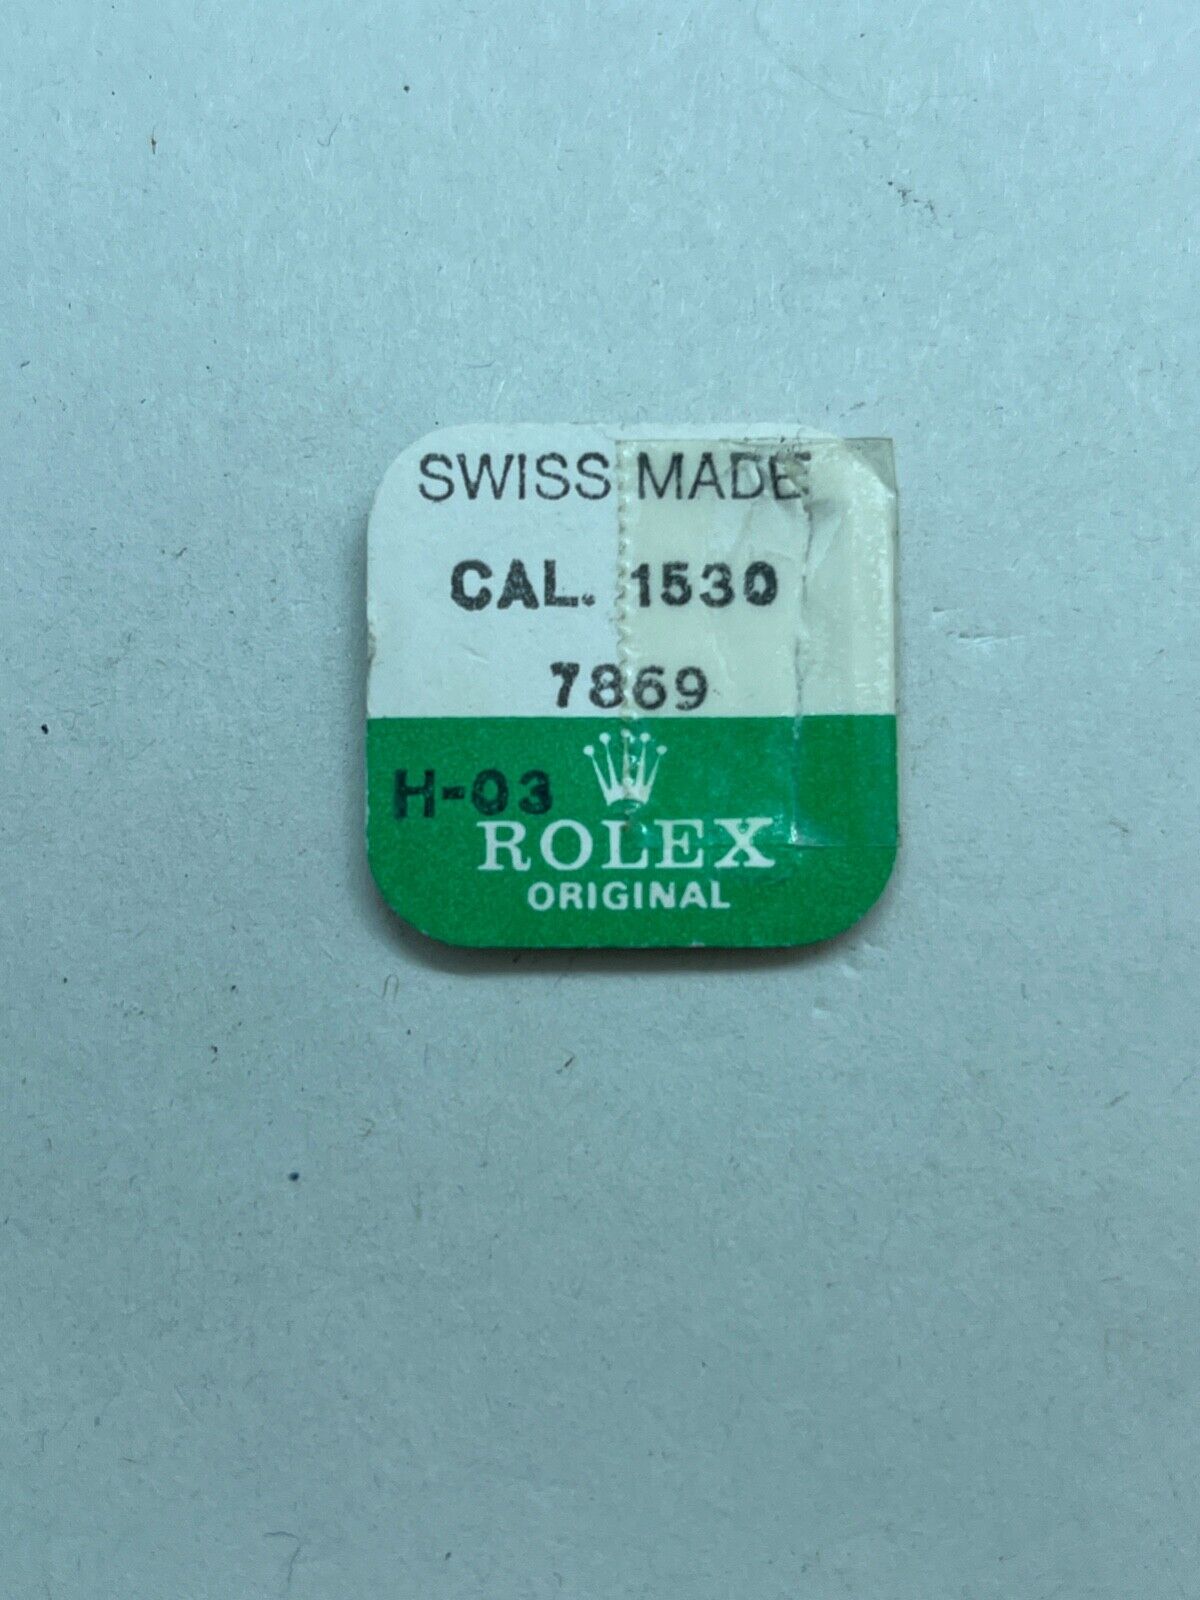 SWISS MADE
CAL. 1530
7869
H-03
ROLEX
ORIGINAL